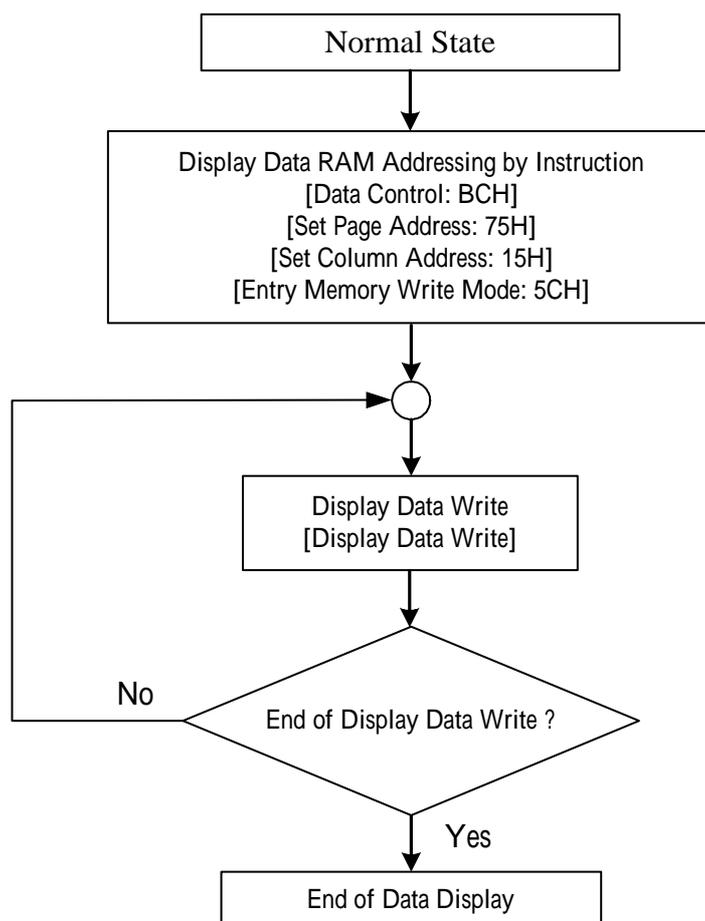 Normal State
Display Data RAM Addressing by Instruction
[Data Control: BCH]
[Set Page Address: 75H]
[Set Column Address: 15H]
[Entry Memory Write Mode: 5CH]
Display Data Write
[Display Data Write]
No
End of Display Data Write ?
Yes
End of Data Display